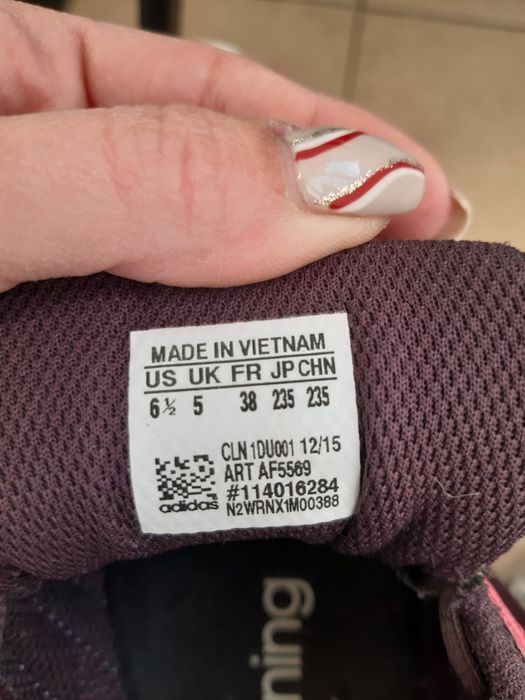 MADE IN VIETNAM
US UK FR JP CHN
6½ 5 38 235 235
CLN 1DU001 12/15
ART AF5569
#114016284
adidas N2WRNX1M00388
ning